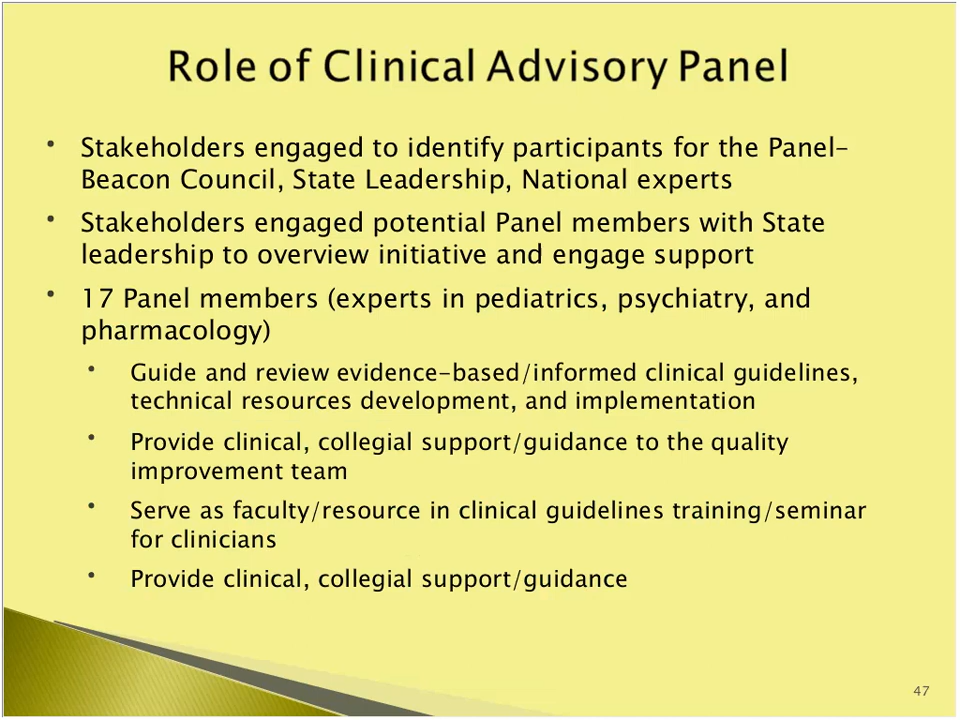 Role of Clinical Advisory Panel
• Stakeholders engaged to identify participants for the Panel–
Beacon Council, State Leadership, National experts
• Stakeholders engaged potential Panel members with State
leadership to overview initiative and engage support
• 17 Panel members (experts in pediatrics, psychiatry, and
pharmacology)
• Guide and review evidence-based/informed clinical guidelines,
technical resources development, and implementation
• Provide clinical, collegial support/guidance to the quality
improvement team
• Serve as faculty/resource in clinical guidelines training/seminar
for clinicians
• Provide clinical, collegial support/guidance
47